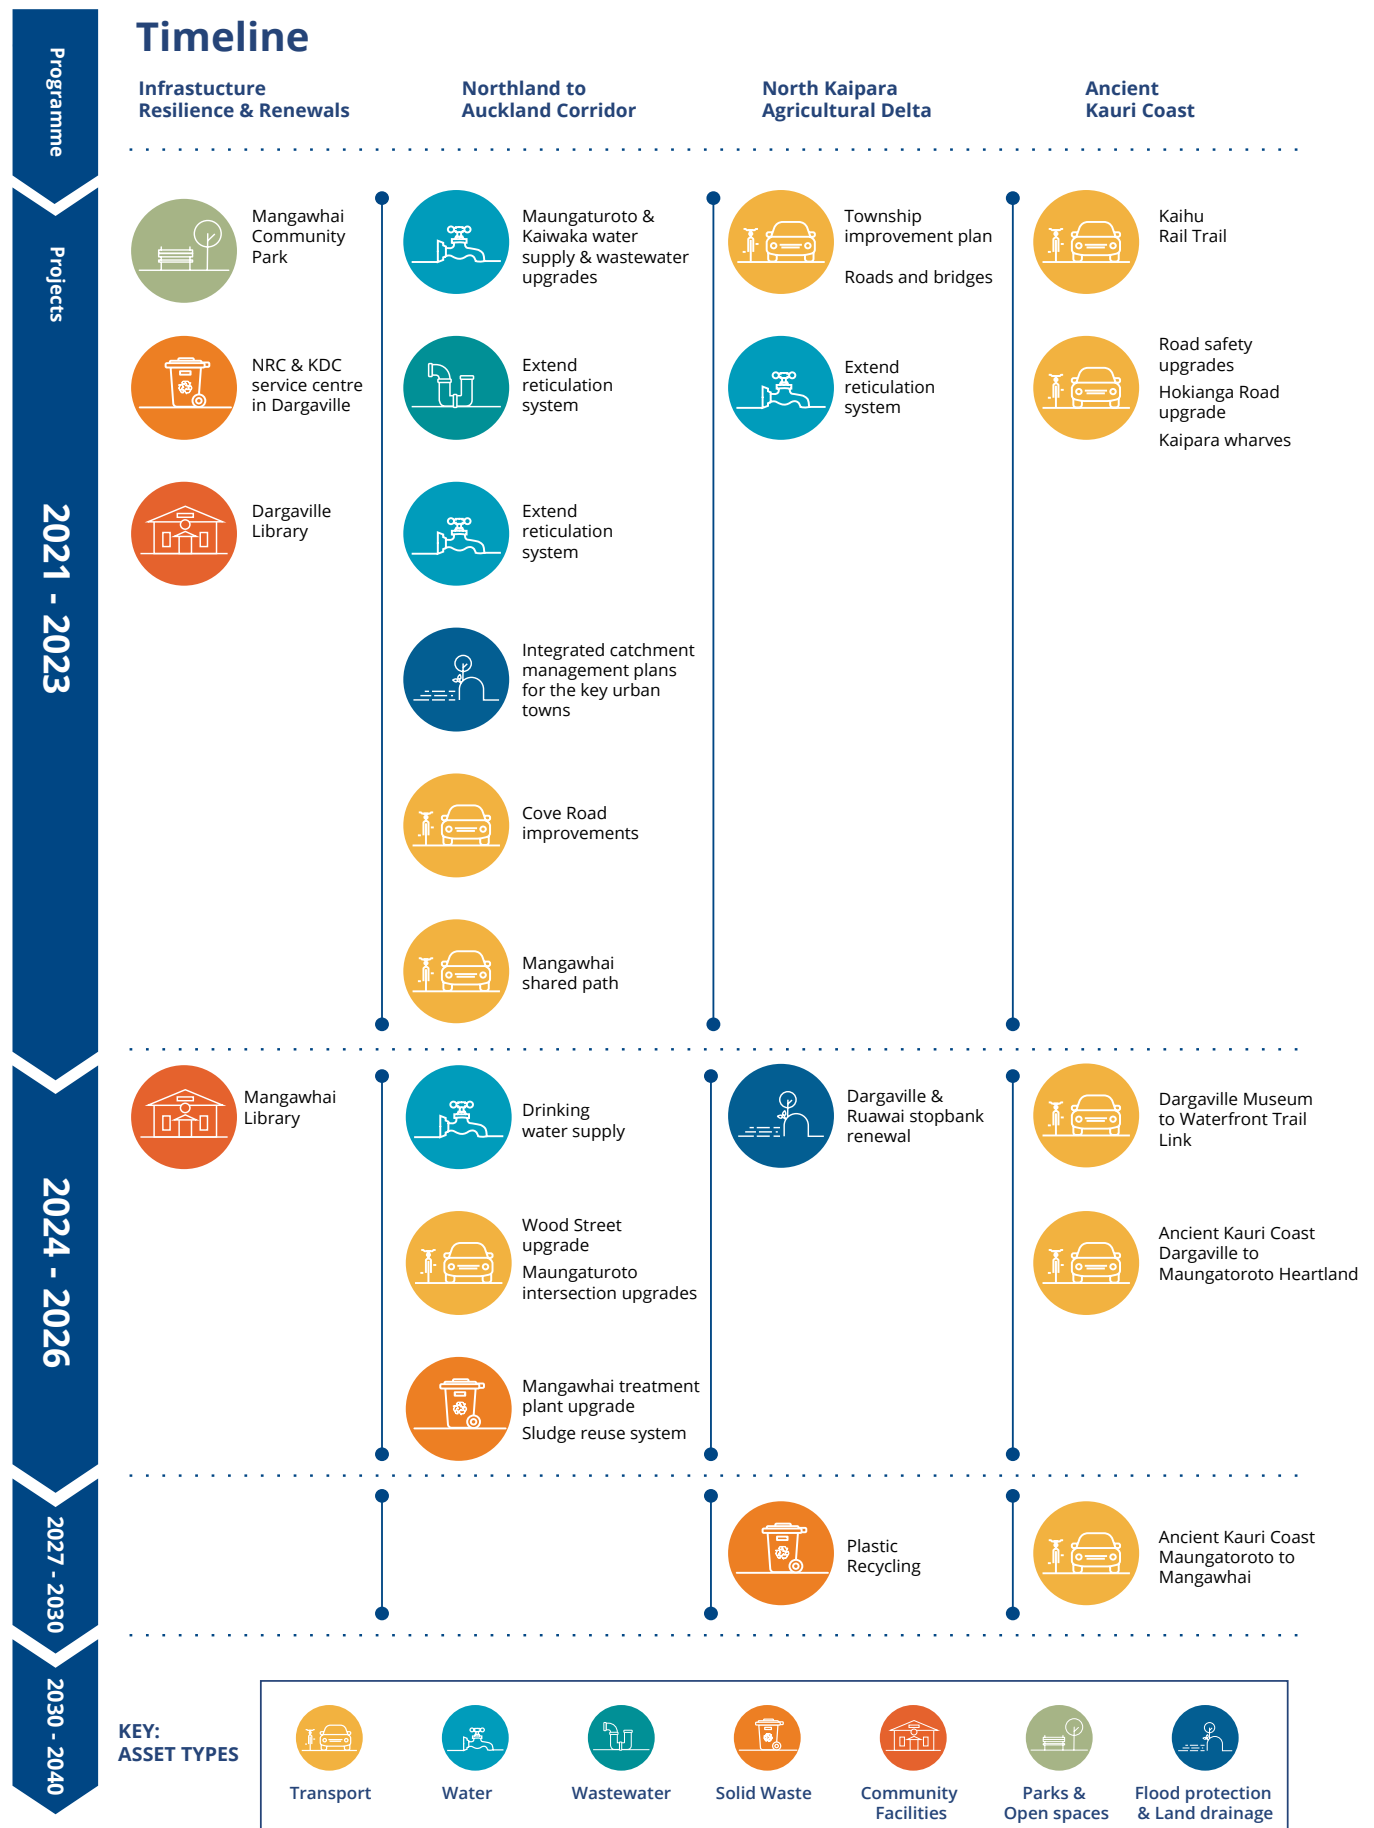 Timeline
Programme
Infrastucture
Resilience & Renewals
Northland to
Auckland Corridor
North Kaipara
Agricultural Delta
Ancient
Kauri Coast
Projects
2021 - 2023
Mangawhai
Community
Park
NRC & KDC
service centre
in Dargaville
Dargaville
Library
Maungaturoto &
Kaiwaka water
supply & wastewater
upgrades
Extend
reticulation
system
Extend
reticulation
system
Integrated catchment
management plans
for the key urban
towns
Cove Road
improvements
Mangawhai
shared path
Township
improvement plan
Roads and bridges
Extend
reticulation
system
Kaihu
Rail Trail
Road safety
upgrades
Hokianga Road
upgrade
Kaipara wharves
2024 - 2026
Mangawhai
Library
Drinking
water supply
Wood Street
upgrade
Maungaturoto
intersection upgrades
Mangawhai treatment
plant upgrade
Sludge reuse system
Dargaville &
Ruawai stopbank
renewal
Dargaville Museum
to Waterfront Trail
Link
Ancient Kauri Coast
Dargaville to
Maungatoroto Heartland
2027 - 2030
Plastic
Recycling
Ancient Kauri Coast
Maungatoroto to
Mangawhai
2030 - 2040
KEY:
ASSET TYPES
Transport
Water
Wastewater
Solid Waste
Community
Facilities
Parks &
Open spaces
Flood protection
& Land drainage